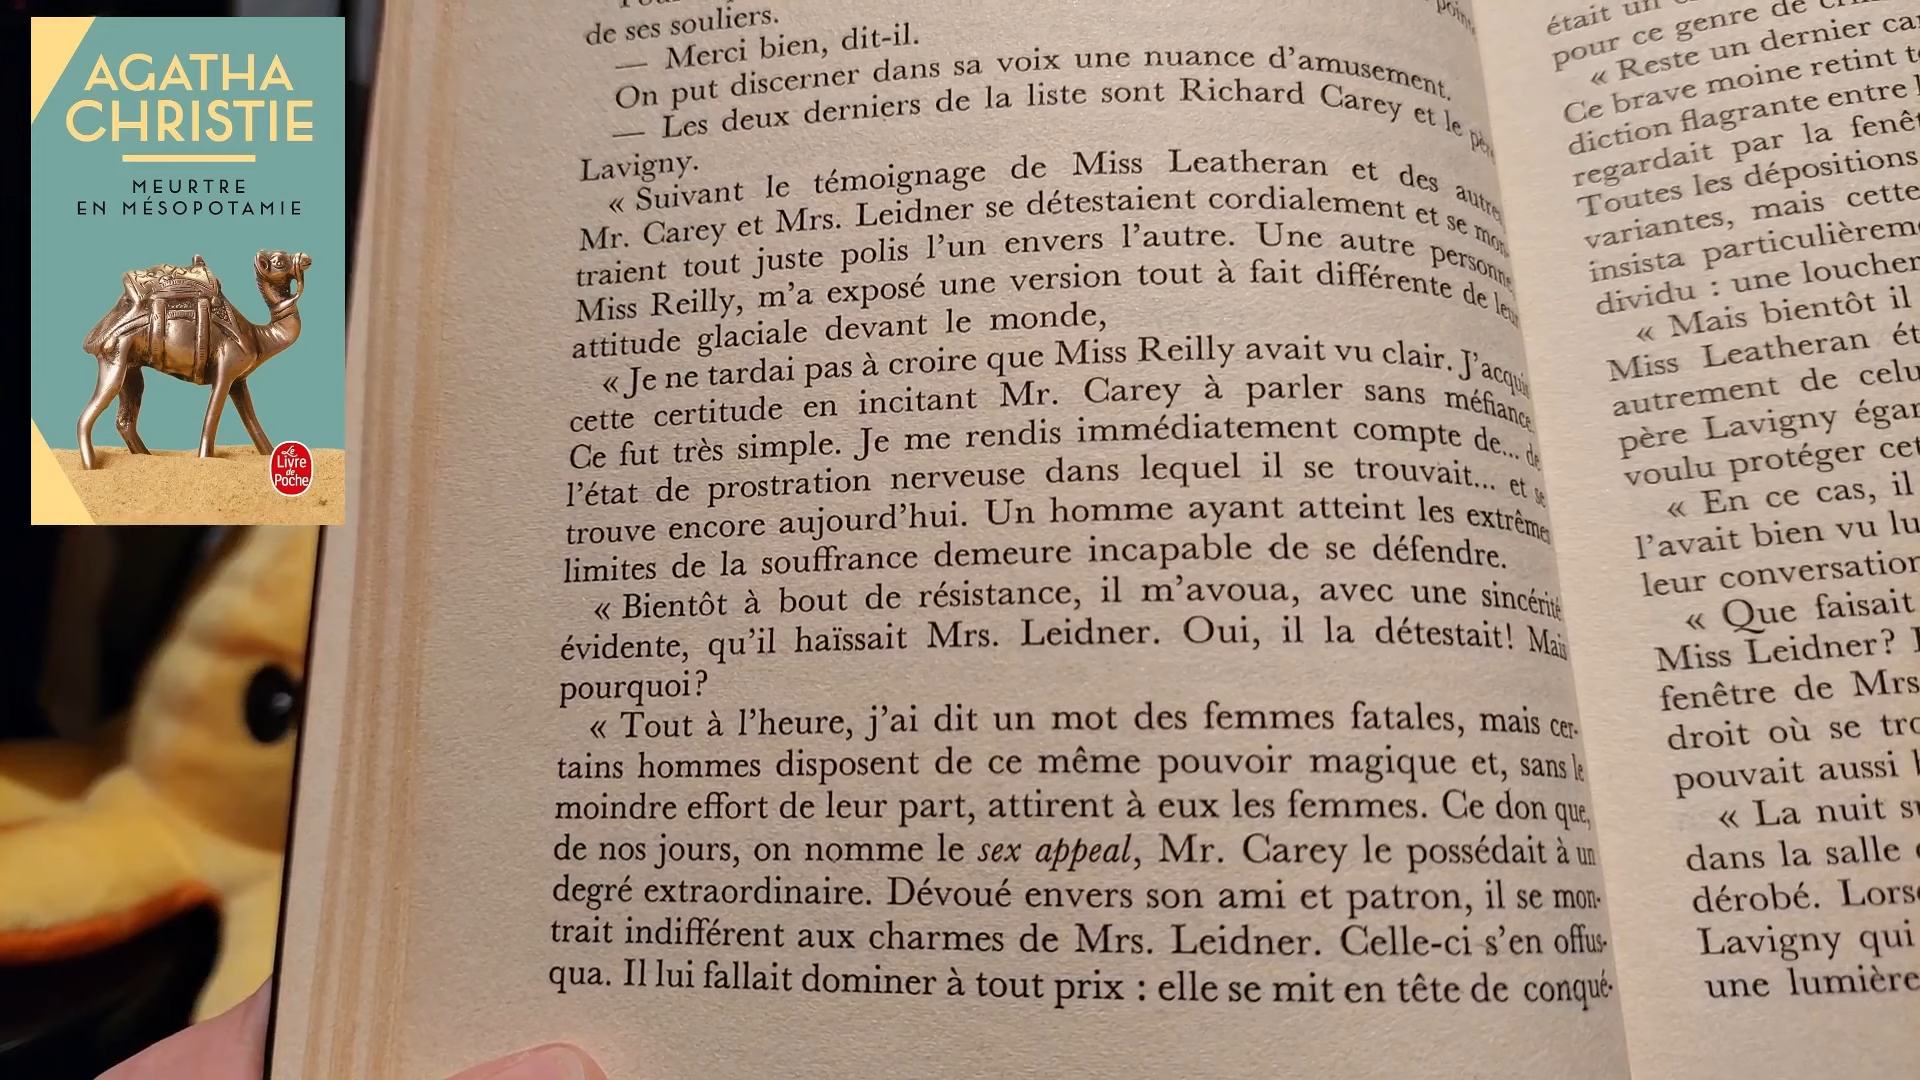 AGATHA
CHRISTIE
MEURTRE
EN MÉSOPOTAMIE
Le
Livre
de
Poche
de ses souliers.
— Merci bien, dit-il.
On put discerner dans sa voix une nuance d'amusement.
— Les deux derniers de la liste sont Richard Carey et le père
Lavigny.
« Suivant le témoignage de Miss Leatheran et des autres
Mr. Carey et Mrs. Leidner se détestaient cordialement et se mon-
traient tout juste polis l'un envers l'autre. Une autre personne
Miss Reilly, m'a exposé une version tout à fait différente de leur
attitude glaciale devant le monde,
« Je ne tardai pas à croire que Miss Reilly avait vu clair. J'acquis
cette certitude en incitant Mr. Carey à parler sans méfiance
Ce fut très simple. Je me rendis immédiatement compte de... de
l'état de prostration nerveuse dans lequel il se trouvait... et se
trouve encore aujourd'hui. Un homme ayant atteint les extrêmes
limites de la souffrance demeure incapable de se défendre.
« Bientôt à bout de résistance, il m'avoua, avec une sincérité
évidente, qu'il haïssait Mrs. Leidner. Oui, il la détestait! Mais
pourquoi?
« Tout à l'heure, j'ai dit un mot des femmes fatales, mais cer-
tains hommes disposent de ce même pouvoir magique et, sans le
moindre effort de leur part, attirent à eux les femmes. Ce don que,
de nos jours, on nomme le sex appeal, Mr. Carey le possédait à un
degré extraordinaire. Dévoué envers son ami et patron, il se mon-
trait indifférent aux charmes de Mrs. Leidner. Celle-ci s'en offus-
qua. Il lui fallait dominer à tout prix : elle se mit en tête de conqué-
était un
pour ce genre de
« Reste un dernier
Ce brave moine retint
diction flagrante entre
regardait par la
Toutes les dépositions
variantes, mais cette
insista
dividu : une
« Mais bientôt il
Miss Leatheran
autrement de
père Lavigny
voulu protéger
« En ce cas, il
l'avait bien vu
leur
« Que faisait
Miss Leidner?
fenêtre de Mrs
droit où se
pouvait aussi
« La nuit
dans la salle
dérobé.
Lavigny qui
une lumière